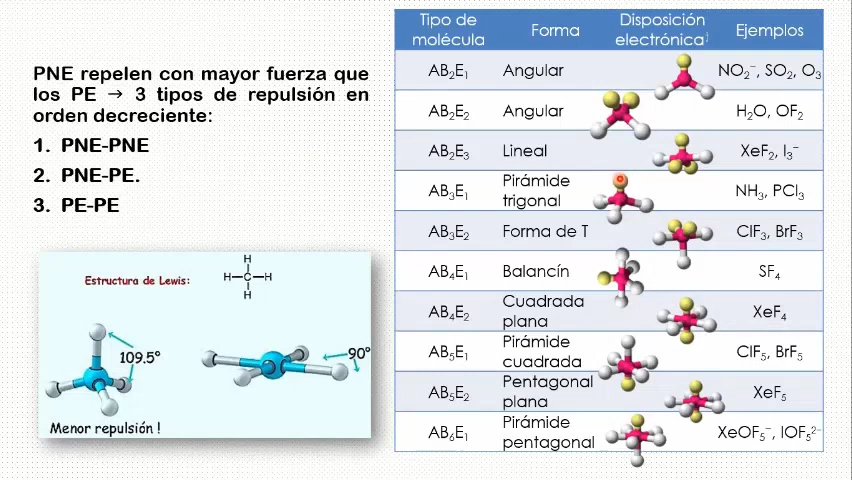 PNE repelen con mayor fuerza que
los PE → 3 tipos de repulsión en
orden decreciente:
1. PNE-PNE
2. PNE-PE.
3. PE-PE
Estructura de Lewis:
H
H–C–H
H
109.5°
90°
Menor repulsión !
Tipo de molécula Forma Disposición electrónica Ejemplos
AB₂E₁ Angular NO₂⁻, SO₂, O₃
AB₂E₂ Angular H₂O, OF₂
AB₂E₃ Lineal XeF₂, I₃⁻
AB₃E₁ Pirámide trigonal NH₃, PCl₃
AB₃E₂ Forma de T ClF₃, BrF₃
AB₄E₁ Balancín SF₄
AB₄E₂ Cuadrada plana XeF₄
AB₅E₁ Pirámide cuadrada ClF₅, BrF₅
AB₅E₂ Pentagonal plana XeF₅
AB₆E₁ Pirámide pentagonal XeOF₅⁻, IOF₅²⁻